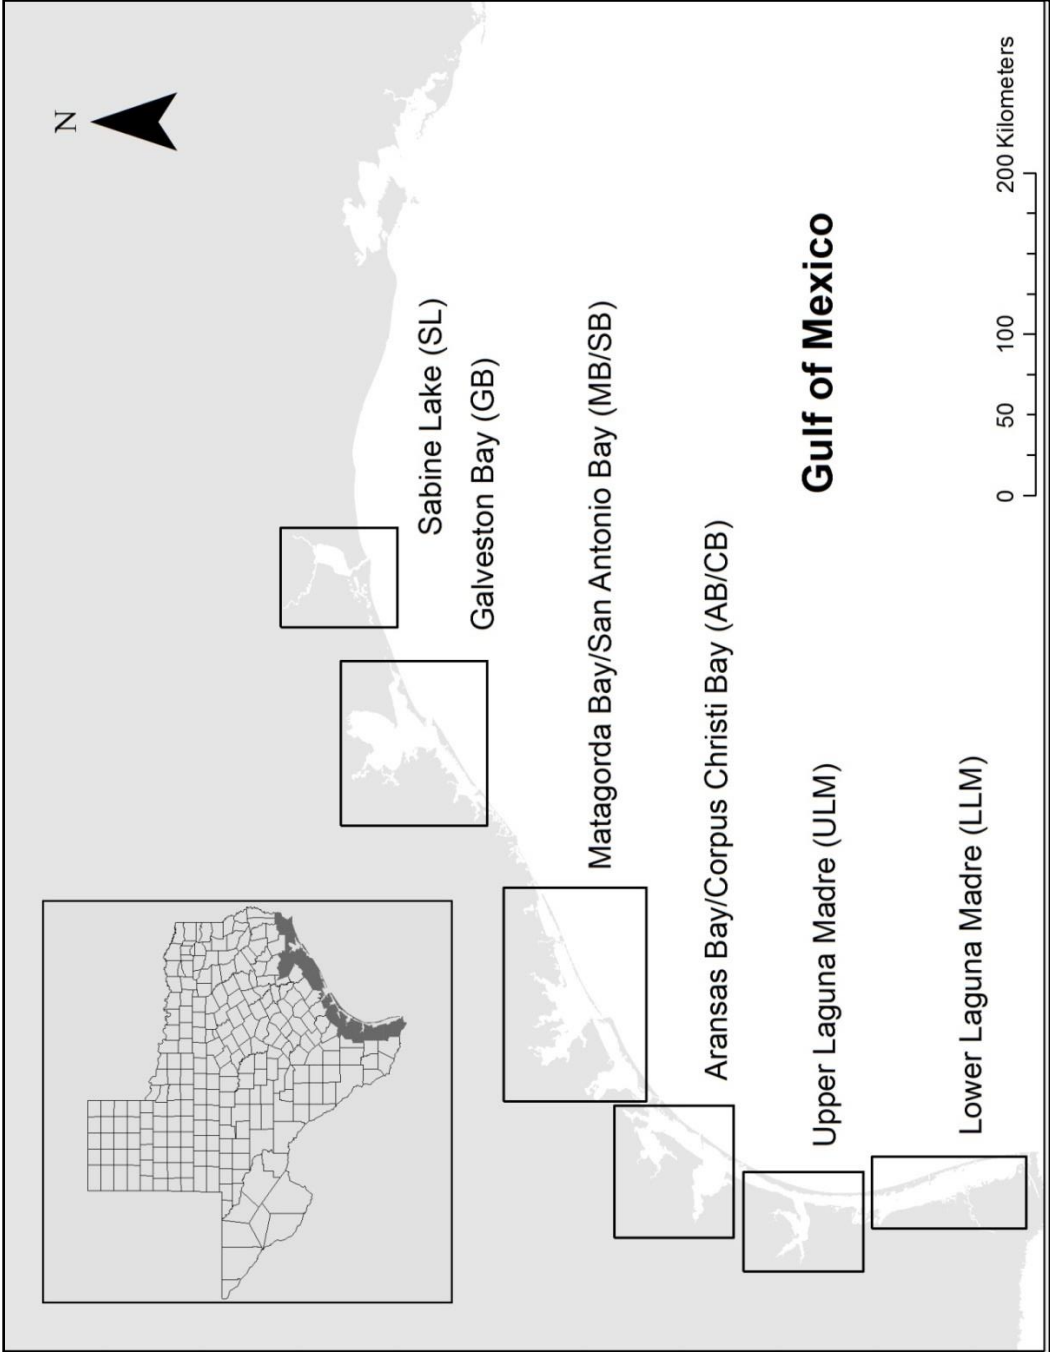 N
Sabine Lake (SL)
Galveston Bay (GB)
Matagorda Bay/San Antonio Bay (MB/SB)
Aransas Bay/Corpus Christi Bay (AB/CB)
Upper Laguna Madre (ULM)
Gulf of Mexico
Lower Laguna Madre (LLM)
0 50 100 200 Kilometers